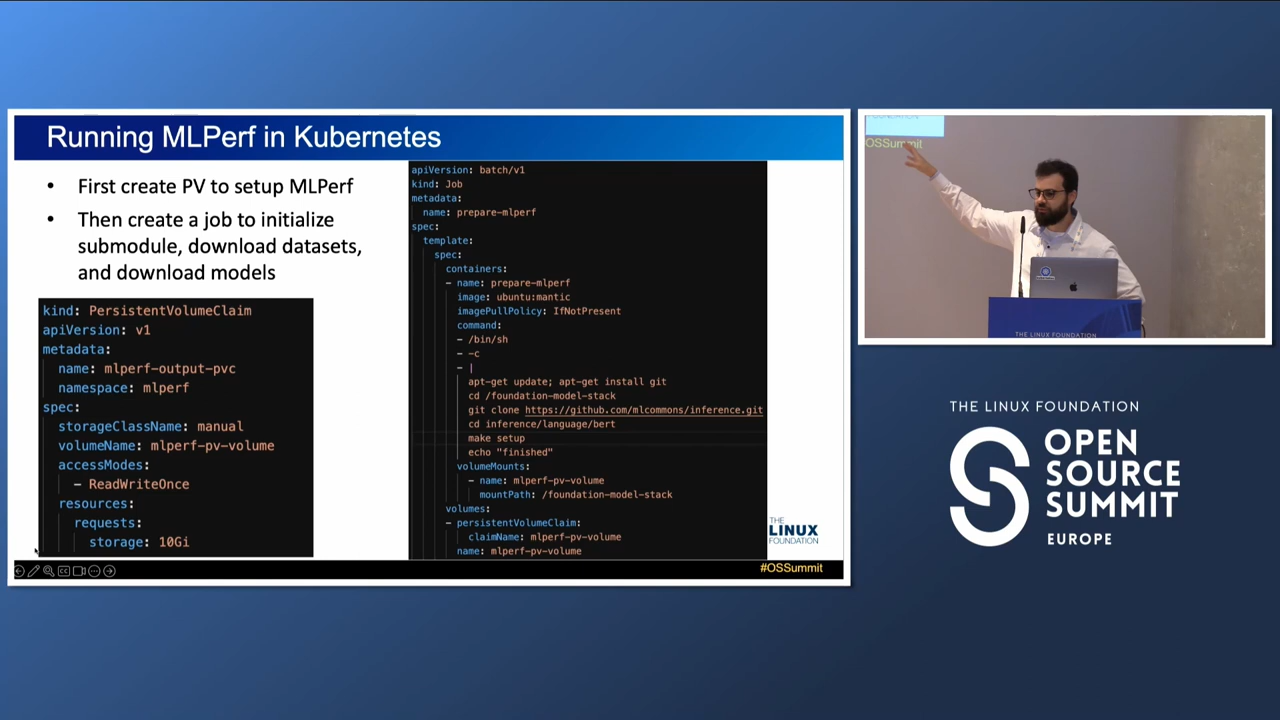 Running MLPerf in Kubernetes
• First create PV to setup MLPerf
• Then create a job to initialize
submodule, download datasets,
and download models
kind: PersistentVolumeClaim
apiVersion: v1
metadata:
name: mlperf-output-pvc
namespace: mlperf
spec:
storageClassName: manual
volumeName: mlperf-pv-volume
accessModes:
- ReadWriteOnce
resources:
requests:
storage: 10Gi
apiVersion: batch/v1
kind: Job
metadata:
name: prepare-mlperf
spec:
template:
spec:
containers:
- name: prepare-mlperf
image: ubuntu:mantic
imagePullPolicy: IfNotPresent
command:
- /bin/sh
- -c
- |
apt-get update; apt-get install git
cd /foundation-model-stack
git clone https://github.com/mlcommons/inference.git
cd inference/language/bert
make setup
echo "finished"
volumeMounts:
- name: mlperf-pv-volume
mountPath: /foundation-model-stack
volumes:
- persistentVolumeClaim:
claimName: mlperf-pv-volume
name: mlperf-pv-volume
THE
LINUX
FOUNDATION
#OSSummit
FOUNDATION
OSSummit
THE LINUX FOUNDATION
THE LINUX FOUNDATION
OPEN
SOURCE
SUMMIT
EUROPE